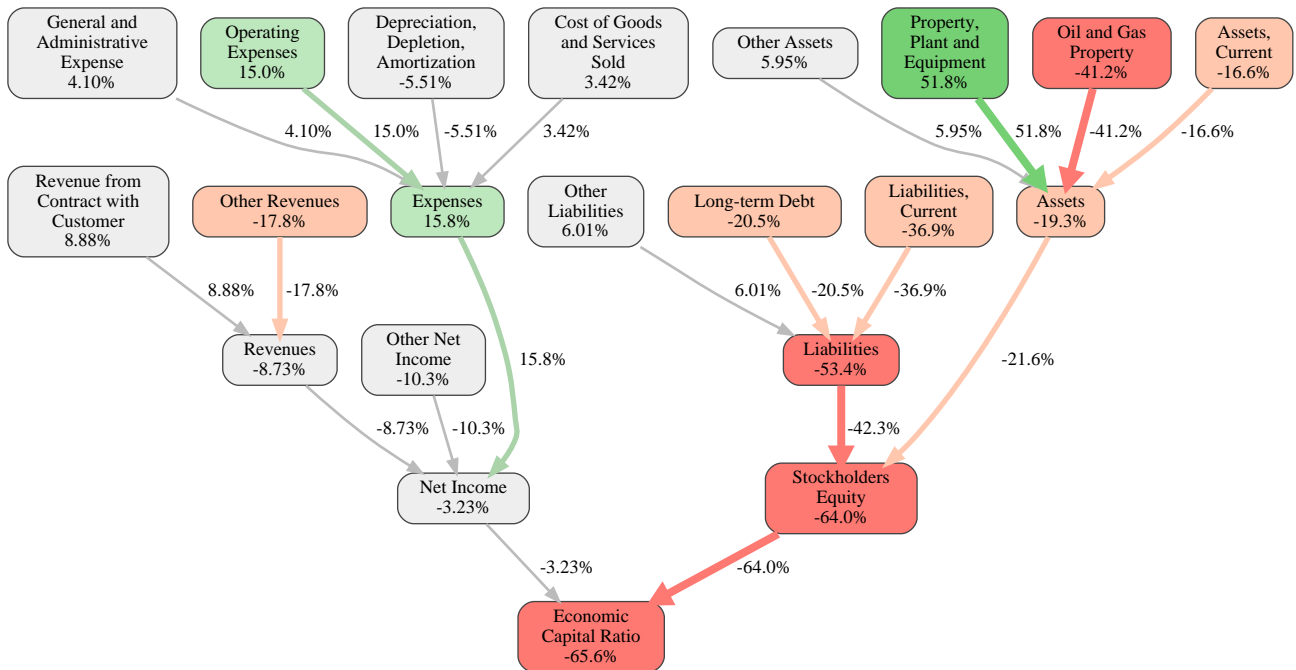 General and
Administrative
Expense
4.10%
Operating
Expenses
15.0%
Depreciation,
Depletion,
Amortization
-5.51%
Cost of Goods
and Services
Sold
3.42%
Other Assets
5.95%
Property,
Plant and
Equipment
51.8%
Oil and Gas
Property
-41.2%
Assets,
Current
-16.6%
4.10%
15.0%
-5.51%
3.42%
5.95%
51.8%
-41.2%
-16.6%
Revenue from
Contract with
Customer
8.88%
Other Revenues
-17.8%
Expenses
15.8%
Other
Liabilities
6.01%
Long-term Debt
-20.5%
Liabilities,
Current
-36.9%
Assets
-19.3%
8.88%
-17.8%
6.01%
-20.5%
-36.9%
Revenues
-8.73%
Other Net
Income
-10.3%
15.8%
Liabilities
-53.4%
-21.6%
-8.73%
-10.3%
-42.3%
Net Income
-3.23%
Stockholders
Equity
-64.0%
-3.23%
-64.0%
Economic
Capital Ratio
-65.6%